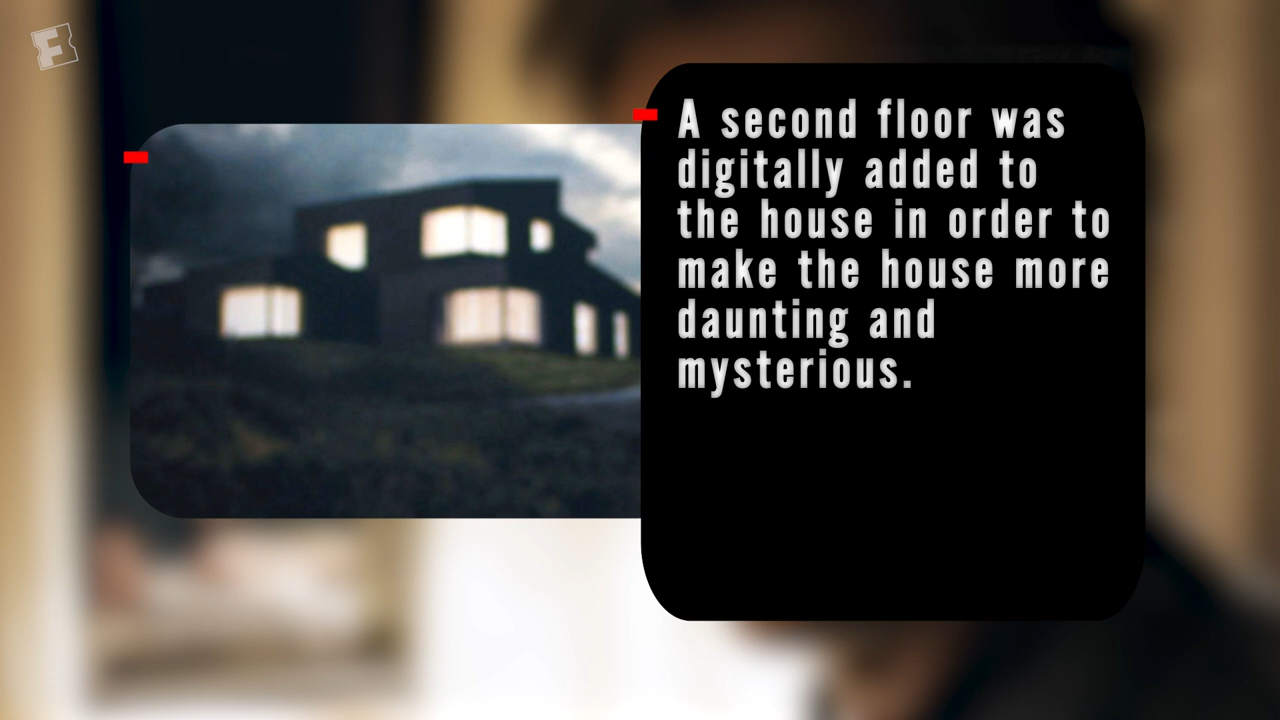 F
A second floor was
digitally added to
the house in order to
make the house more
daunting and
mysterious.